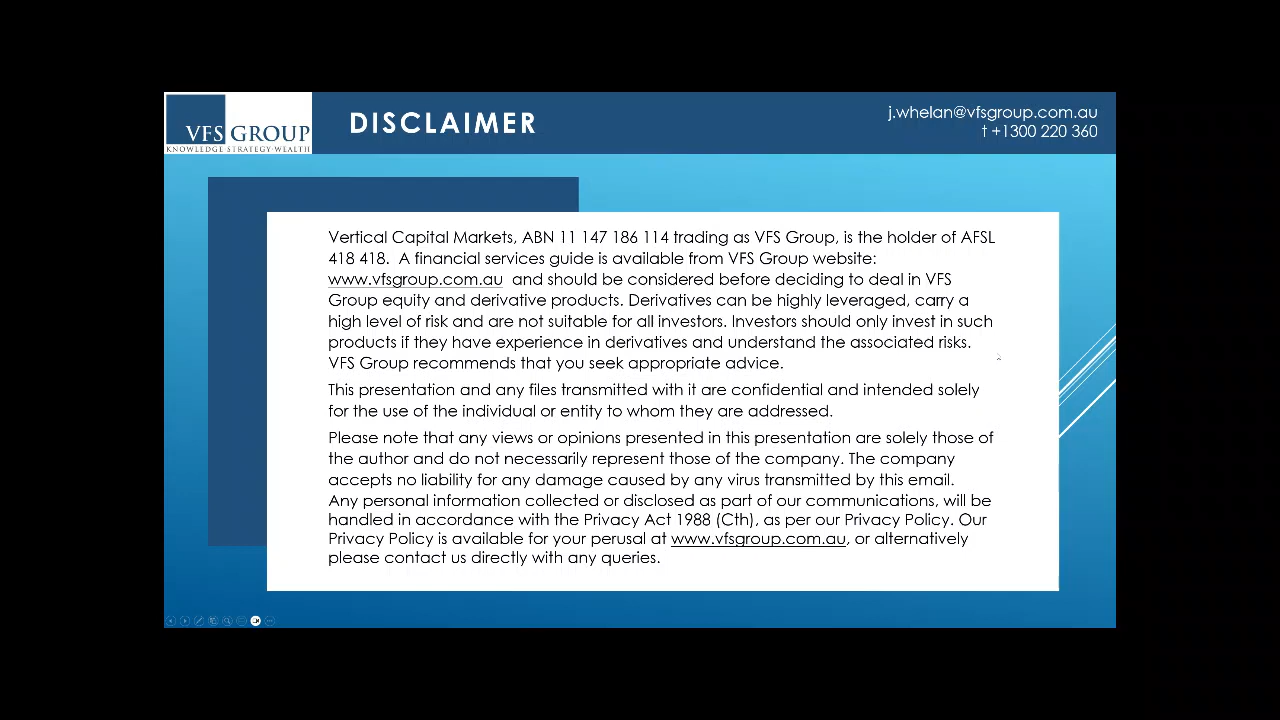 VFS GROUP
KNOWLEDGE STRATEGY·WEALTH
DISCLAIMER
j.whelan@vfsgroup.com.au
t +1300 220 360
Vertical Capital Markets, ABN 11 147 186 114 trading as VFS Group, is the holder of AFSL
418 418.  A financial services guide is available from VFS Group website:
www.vfsgroup.com.au  and should be considered before deciding to deal in VFS
Group equity and derivative products. Derivatives can be highly leveraged, carry a
high level of risk and are not suitable for all investors. Investors should only invest in such
products if they have experience in derivatives and understand the associated risks.
VFS Group recommends that you seek appropriate advice.
This presentation and any files transmitted with it are confidential and intended solely
for the use of the individual or entity to whom they are addressed.
Please note that any views or opinions presented in this presentation are solely those of
the author and do not necessarily represent those of the company. The company
accepts no liability for any damage caused by any virus transmitted by this email.
Any personal information collected or disclosed as part of our communications, will be
handled in accordance with the Privacy Act 1988 (Cth), as per our Privacy Policy. Our
Privacy Policy is available for your perusal at www.vfsgroup.com.au, or alternatively
please contact us directly with any queries.